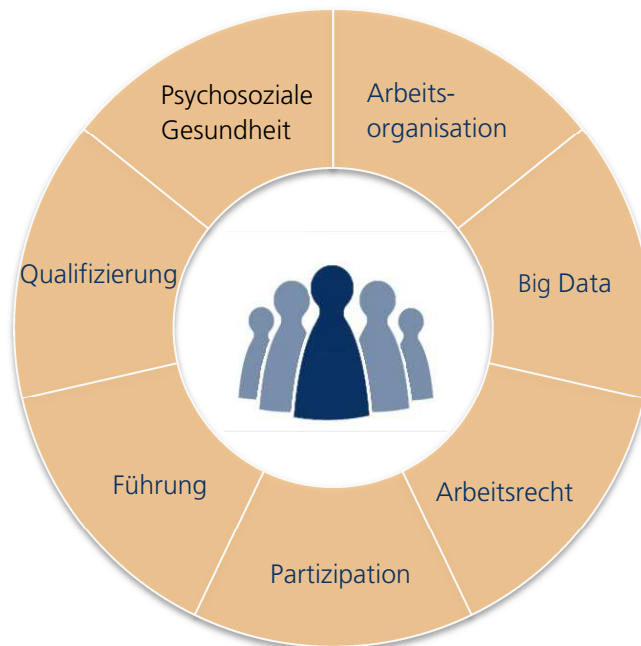 Psychosoziale
Gesundheit
Arbeits-
organisation
Qualifizierung
Big Data
Führung
Arbeitsrecht
Partizipation